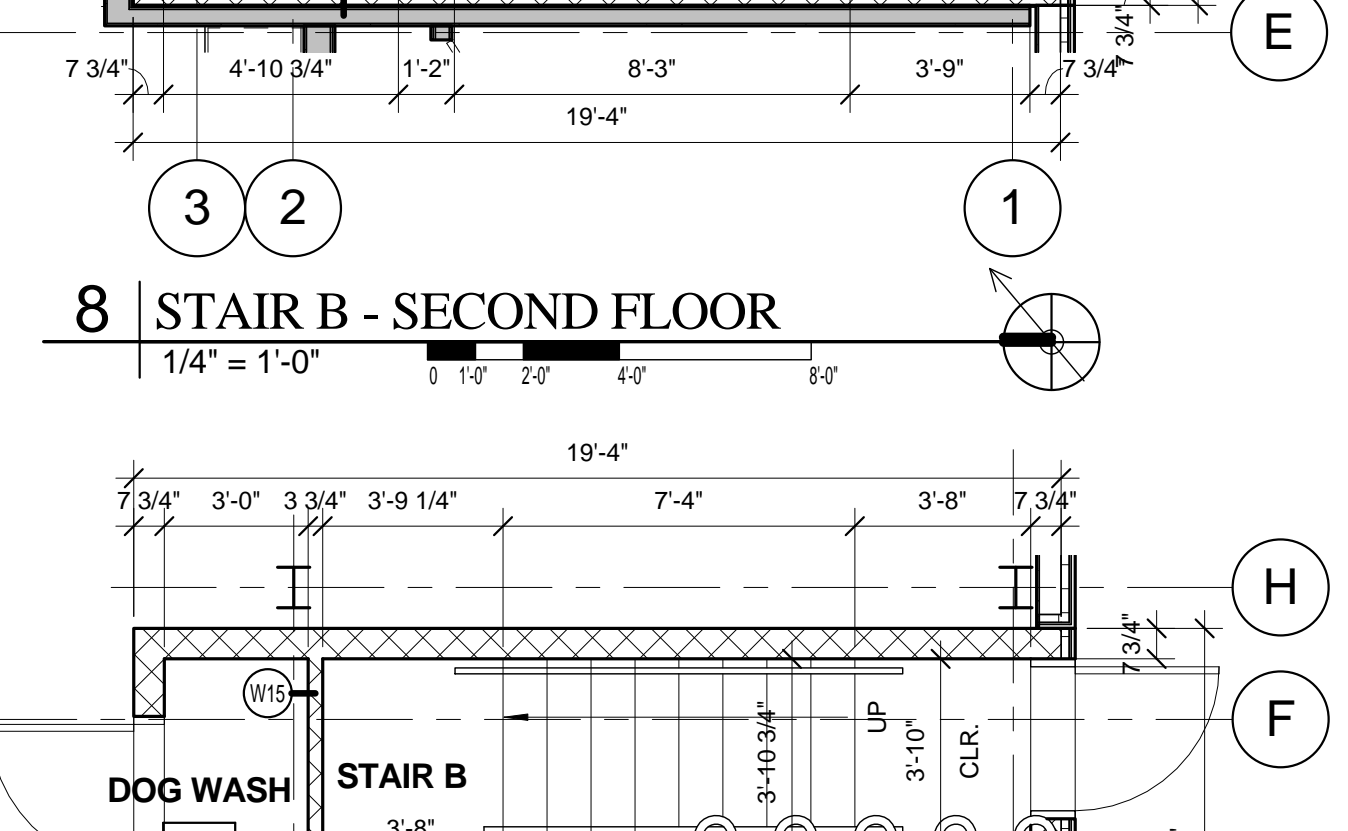 E
7 3/4"
7 3/4" 4'-10 3/4" 1'-2" 8'-3" 3'-9" 7 3/4"
19'-4"
3 2 1
8 STAIR B - SECOND FLOOR
1/4" = 1'-0"
0 1'-0" 2'-0" 4'-0" 8'-0"
19'-4"
7 3/4" 3'-0" 3 3/4" 3'-9 1/4" 7'-4" 3'-8" 7 3/4"
H
7 3/4"
W15
F
UP
3'-10 3/4"
3'-10"
CLR.
DOG WASH STAIR B
3'-8"